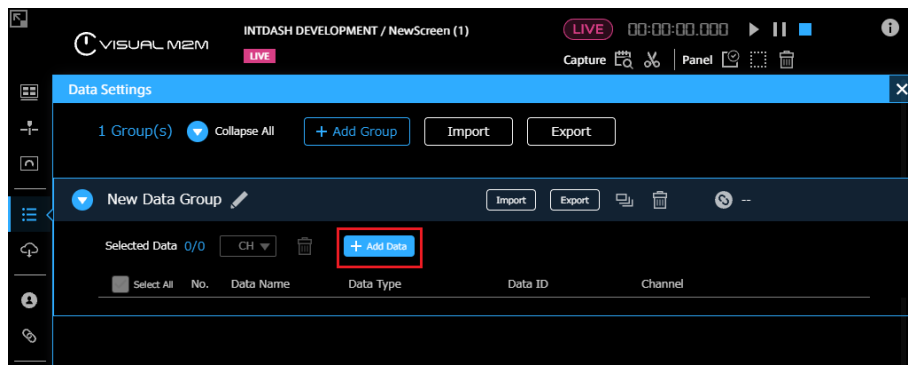 INTDASH DEVELOPMENT / NewScreen (1)
LIVE
00:00:00.000
VISUAL M2M
LIVE
Capture
Panel
Data Settings
1 Group(s)
Collapse All
+ Add Group
Import
Export
New Data Group
Import
Export
--
Selected Data 0/0
CH
+ Add Data
Select All
No.
Data Name
Data Type
Data ID
Channel